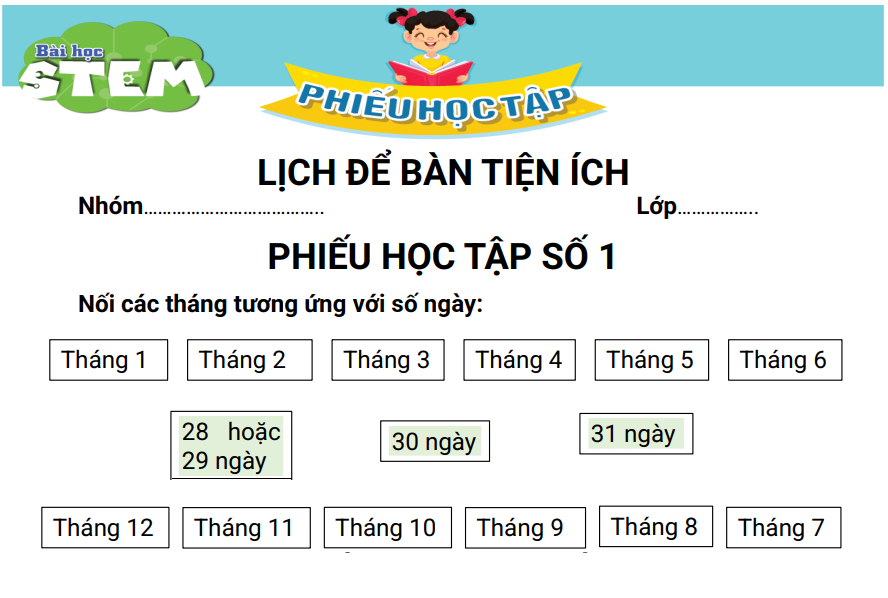 Bài học
STEM
PHIẾU HỌC TẬP
LỊCH ĐỂ BÀN TIỆN ÍCH
Nhóm…………………………….. Lớp……………..
PHIẾU HỌC TẬP SỐ 1
Nối các tháng tương ứng với số ngày:
Tháng 1 Tháng 2 Tháng 3 Tháng 4 Tháng 5 Tháng 6
28 hoặc
29 ngày
30 ngày
31 ngày
Tháng 12 Tháng 11 Tháng 10 Tháng 9 Tháng 8 Tháng 7